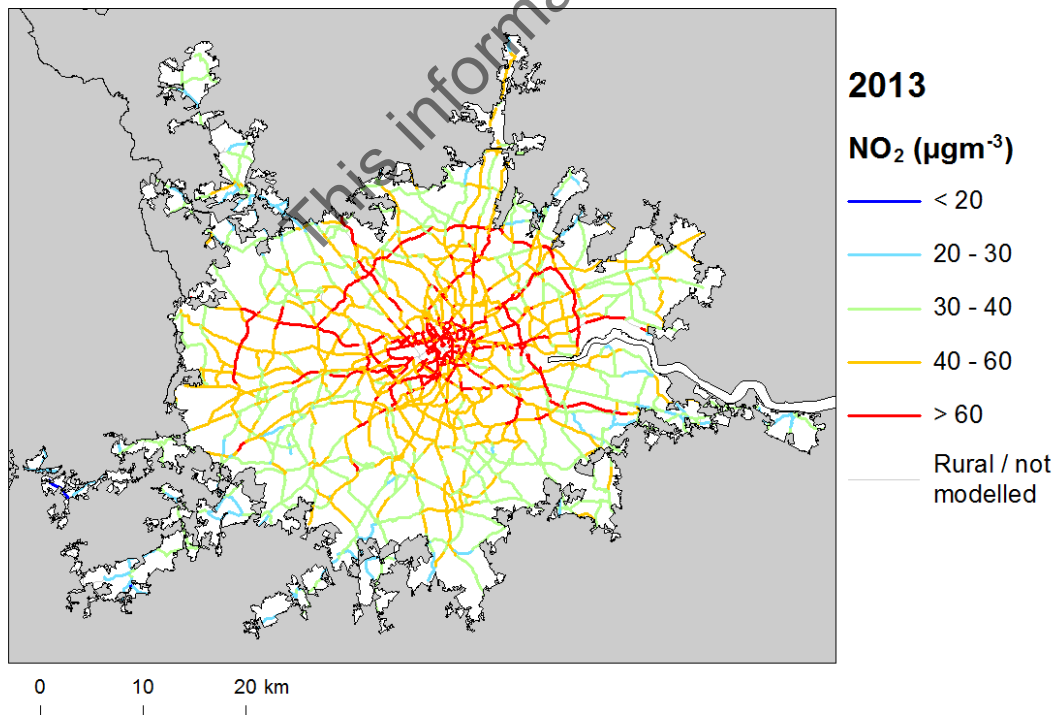 This informa
2013
NO₂ (µgm⁻³)
< 20
20 - 30
30 - 40
40 - 60
> 60
Rural / not
modelled
0 10 20 km